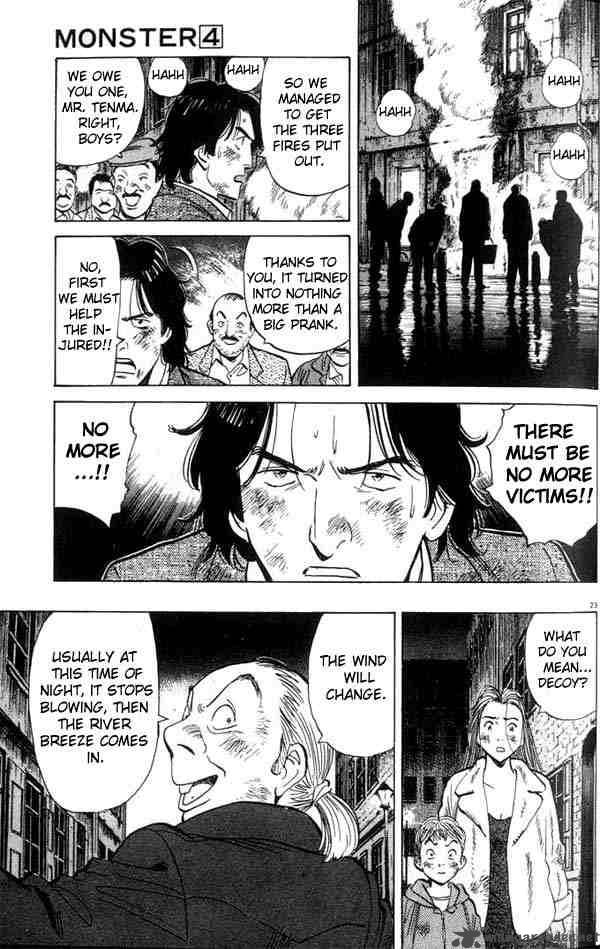 MONSTER 4
HAHH
HAHH
HAHH
SO WE
MANAGED
TO GET
THE THREE
FIRES PUT
OUT.
HAHH
HAHH
WE OWE
YOU ONE,
MR. TENMA.
RIGHT,
BOYS?
THANKS TO
YOU, IT TURNED
INTO NOTHING
MORE THAN A
BIG PRANK.
NO,
FIRST
WE MUST
HELP
THE IN-
JURED!!
THERE
MUST BE
NO MORE
VICTIMS!!
NO
MORE
...!!
23
WHAT
DO YOU
MEAN...
DECOY?
THE WIND
WILL
CHANGE.
USUALLY AT
THIS TIME OF
NIGHT, IT STOPS
BLOWING, THEN
THE RIVER
BREEZE COMES
IN.